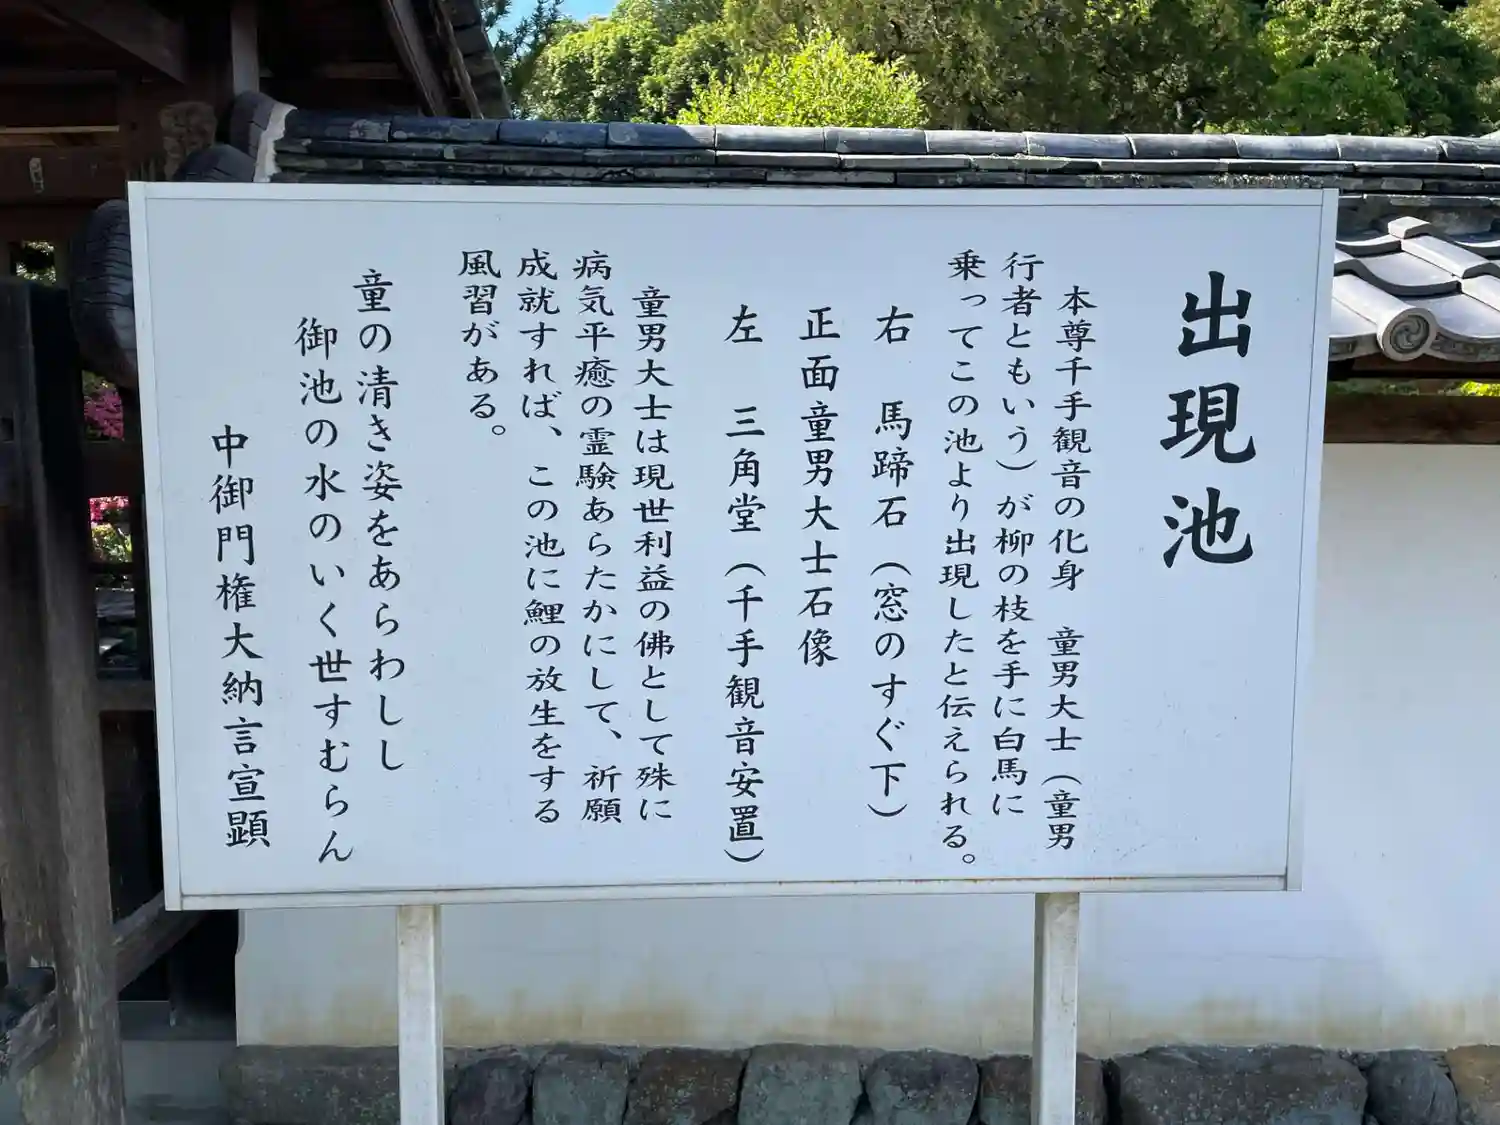 出現池
本尊千手観音の化身　童男大士（童男
行者ともいう）が柳の枝を手に白馬に
乗ってこの池より出現したと伝えられる。
右　馬蹄石（窓のすぐ下）
正面童男大士石像
左　三角堂（千手観音安置）
童男大士は現世利益の佛として殊に
病気平癒の霊験あらたかにして、祈願
成就すれば、この池に鯉の放生をする
風習がある。
童の清き姿をあらわしし
御池の水のいく世すむらん
中御門権大納言宣顕